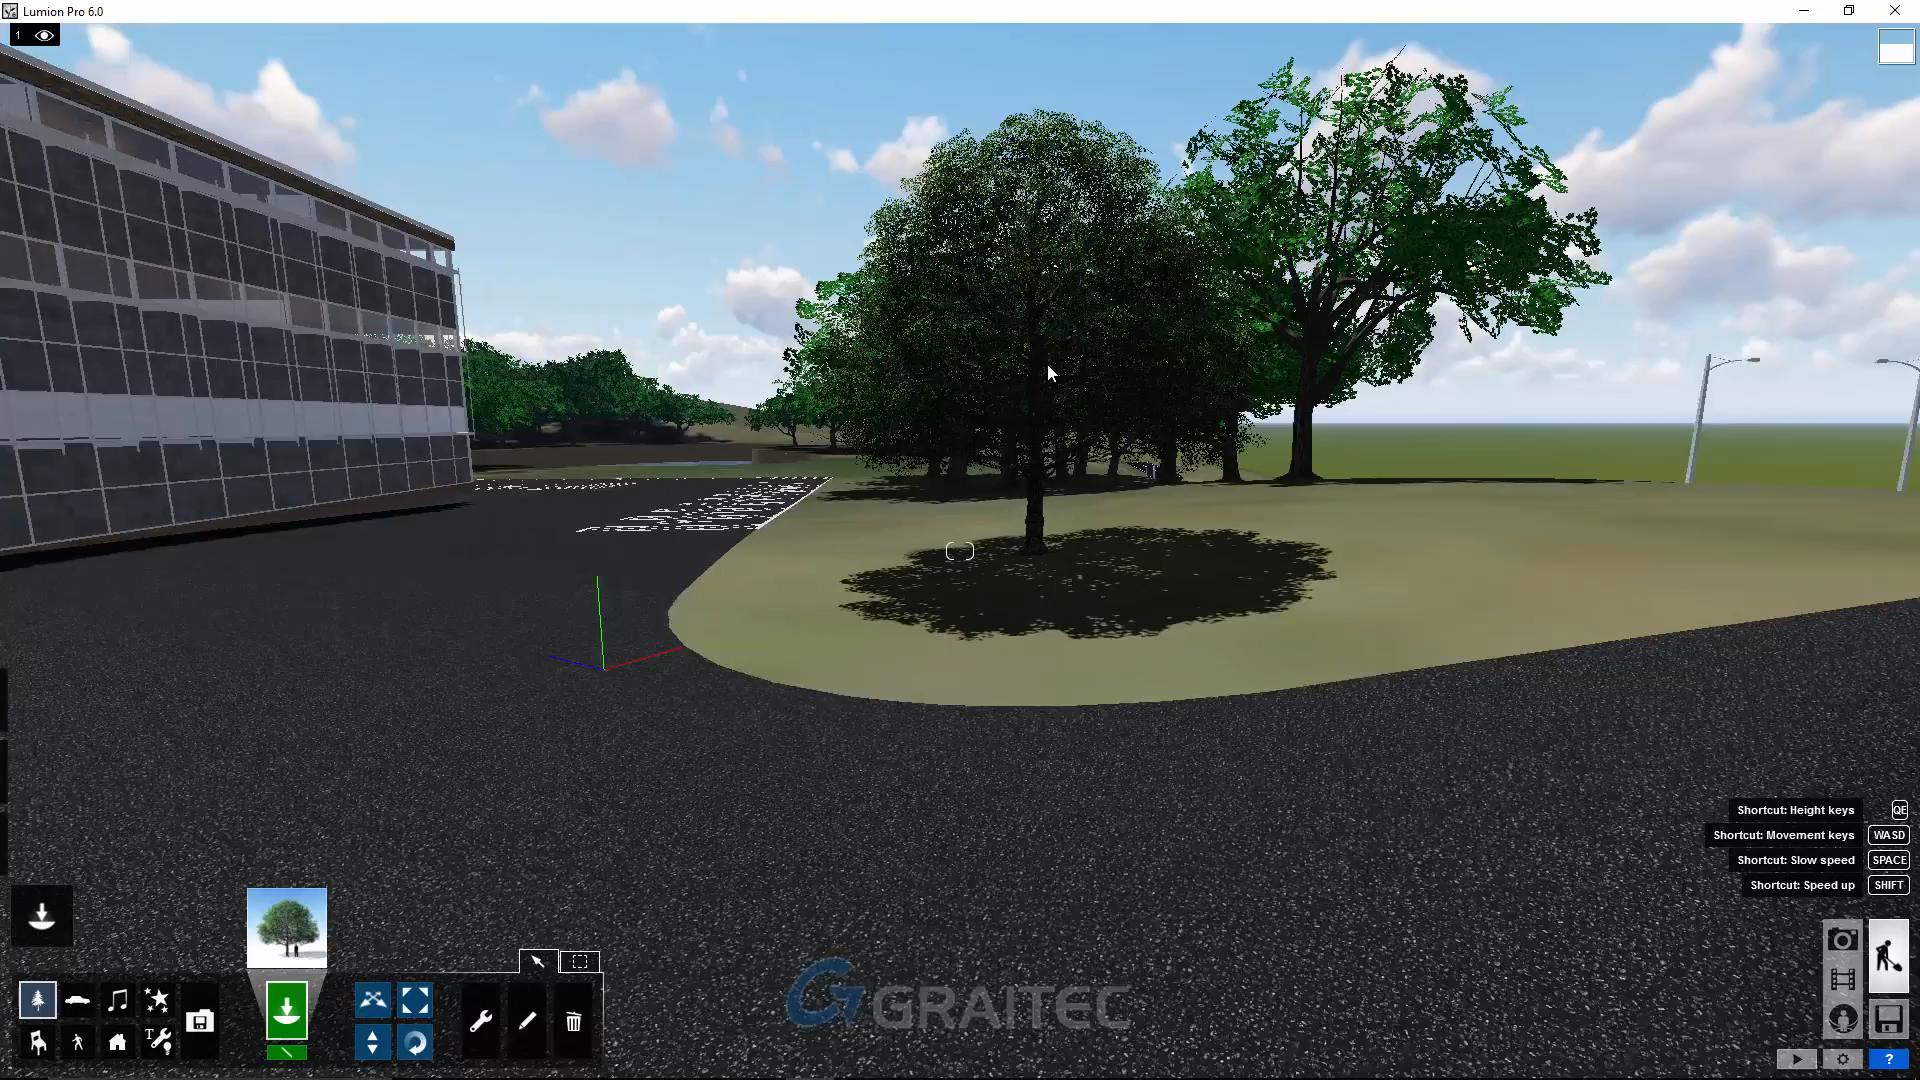 Lumion Pro 6.0
1
Shortcut: Height keys QE
Shortcut: Movement keys WASD
Shortcut: Slow speed SPACE
Shortcut: Speed up SHIFT
GRAITEC
T
?